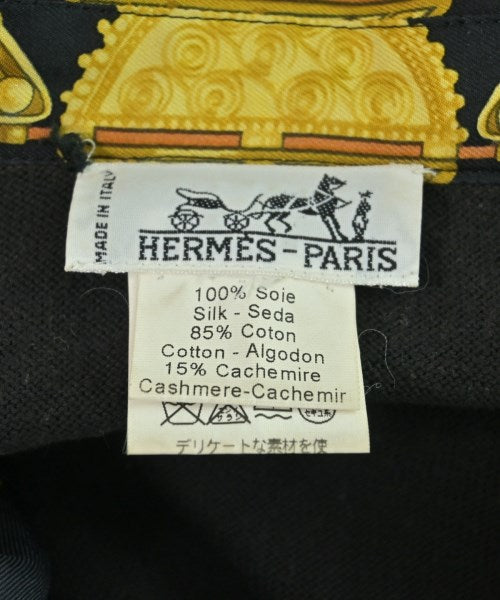 MADE IN ITALY
HERMÈS-PARIS
100% Soie
Silk - Seda
85% Coton
Cotton - Algodon
15% Cachemire
Cashmere-Cachemir
デリケートな素材を使